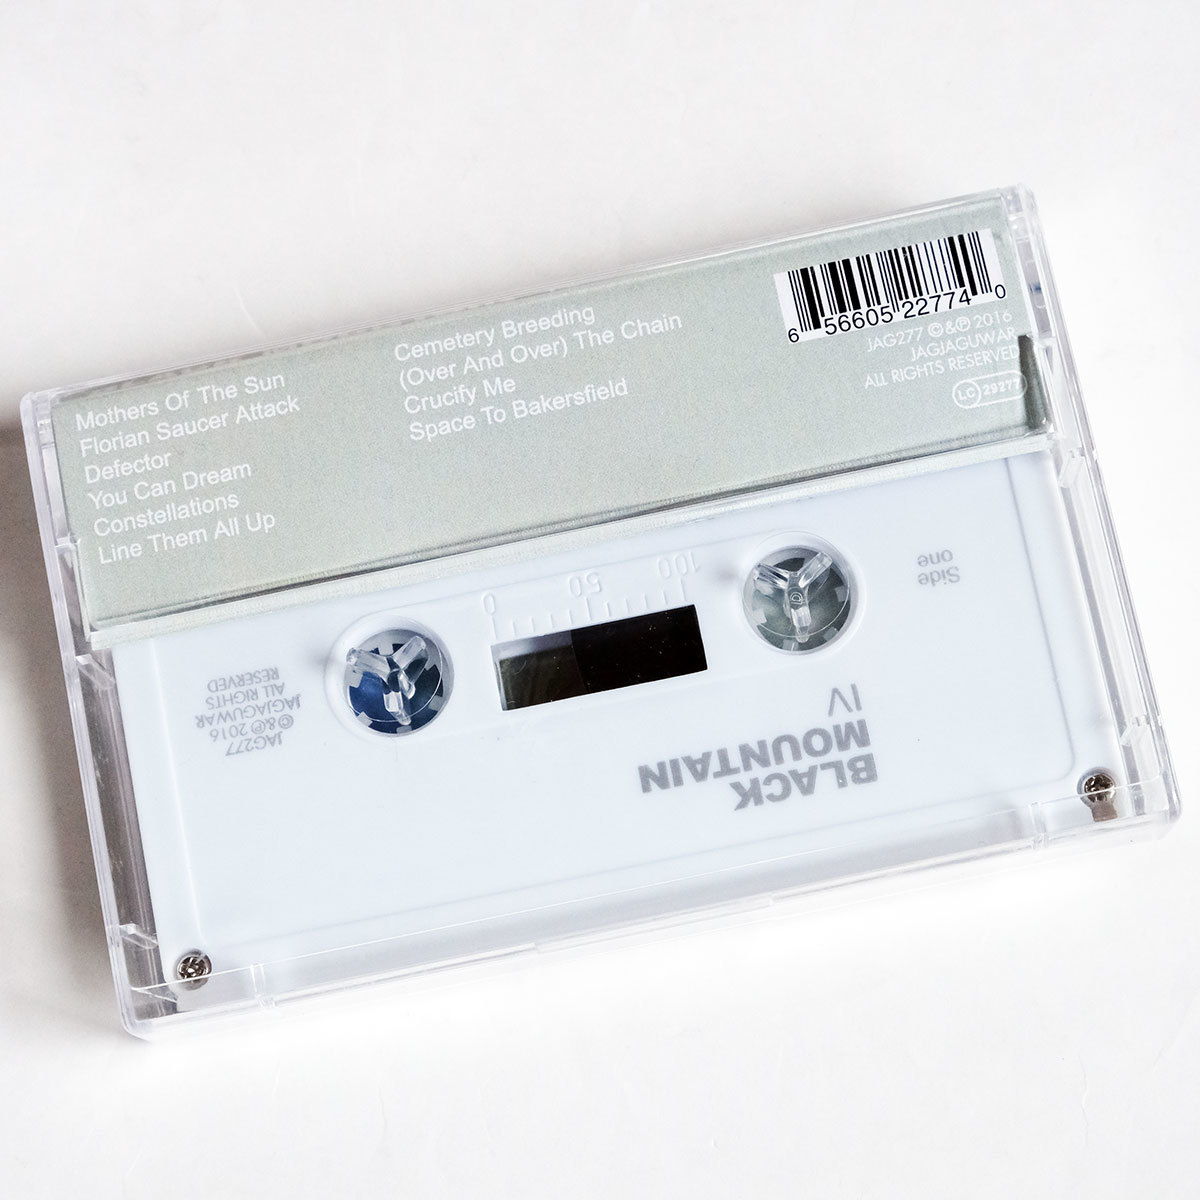 Mothers Of The Sun
Florian Saucer Attack
Defector
You Can Dream
Constellations
Line Them All Up
Cemetery Breeding
(Over And Over) The Chain
Crucify Me
Space To Bakersfield
6 56605 22774 0
JAG277 ©&℗ 2016
JAGJAGUWAR
ALL RIGHTS RESERVED
LC 29277
0 50 100
Side
one
BLACK
MOUNTAIN
IV
JAG277
©&℗ 2016
JAGJAGUWAR
ALL RIGHTS
RESERVED